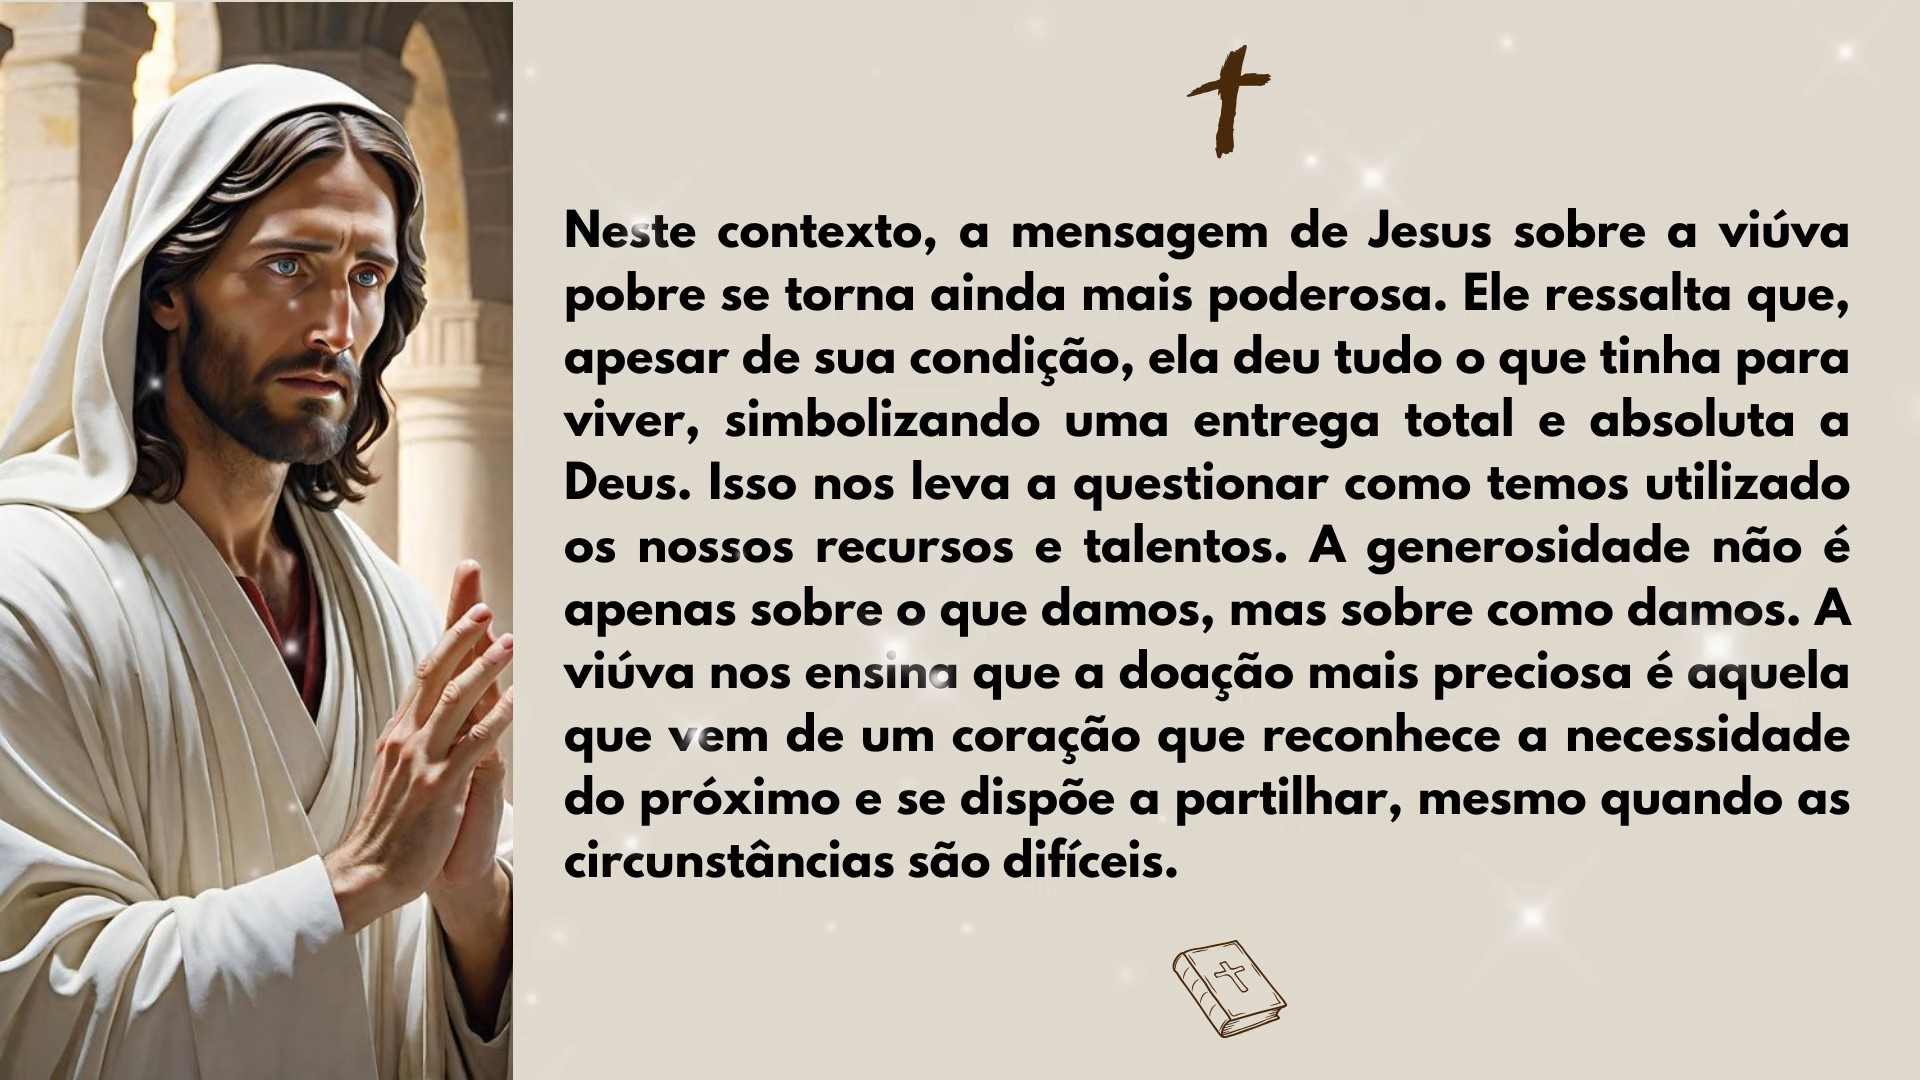 Neste contexto, a mensagem de Jesus sobre a viúva
pobre se torna ainda mais poderosa. Ele ressalta que,
apesar de sua condição, ela deu tudo o que tinha para
viver, simbolizando uma entrega total e absoluta a
Deus. Isso nos leva a questionar como temos utilizado
os nossos recursos e talentos. A generosidade não é
apenas sobre o que damos, mas sobre como damos. A
viúva nos ensina que a doação mais preciosa é aquela
que vem de um coração que reconhece a necessidade
do próximo e se dispõe a partilhar, mesmo quando as
circunstâncias são difíceis.